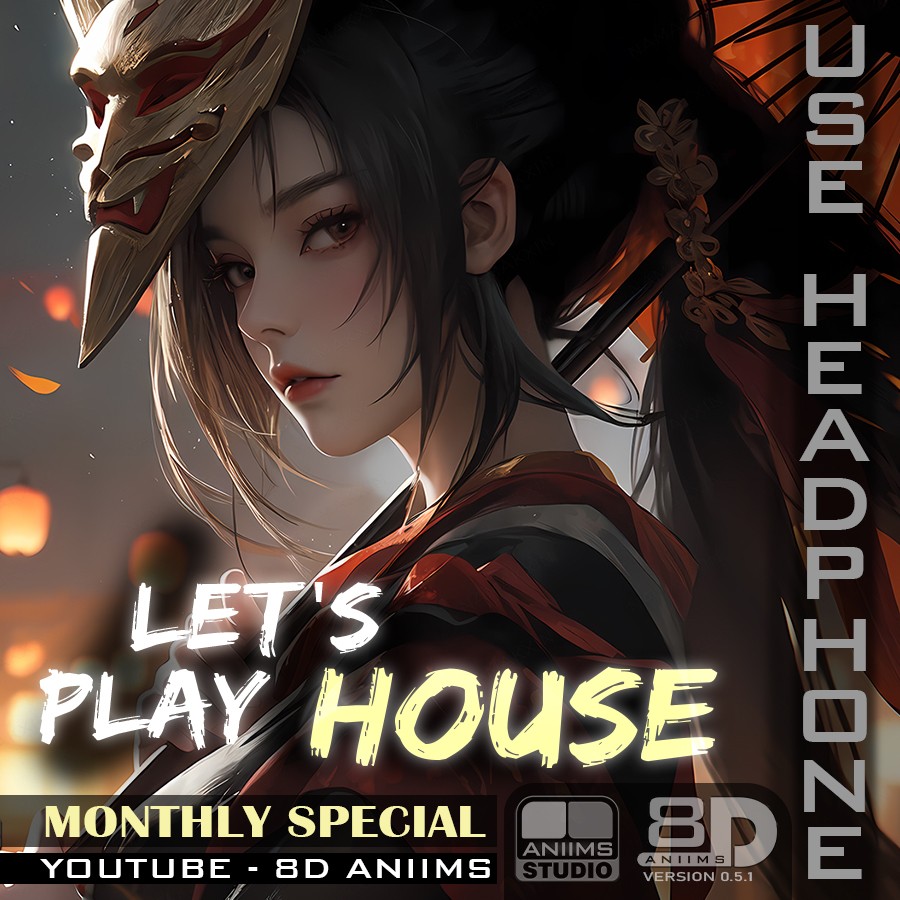 USE HEADPHONE
LET's
PLAY HOUSE
MONTHLY SPECIAL
YOUTUBE - 8D ANIIMS
ANIIMS
STUDIO
8D
ANIIMS
VERSION 0.5.1